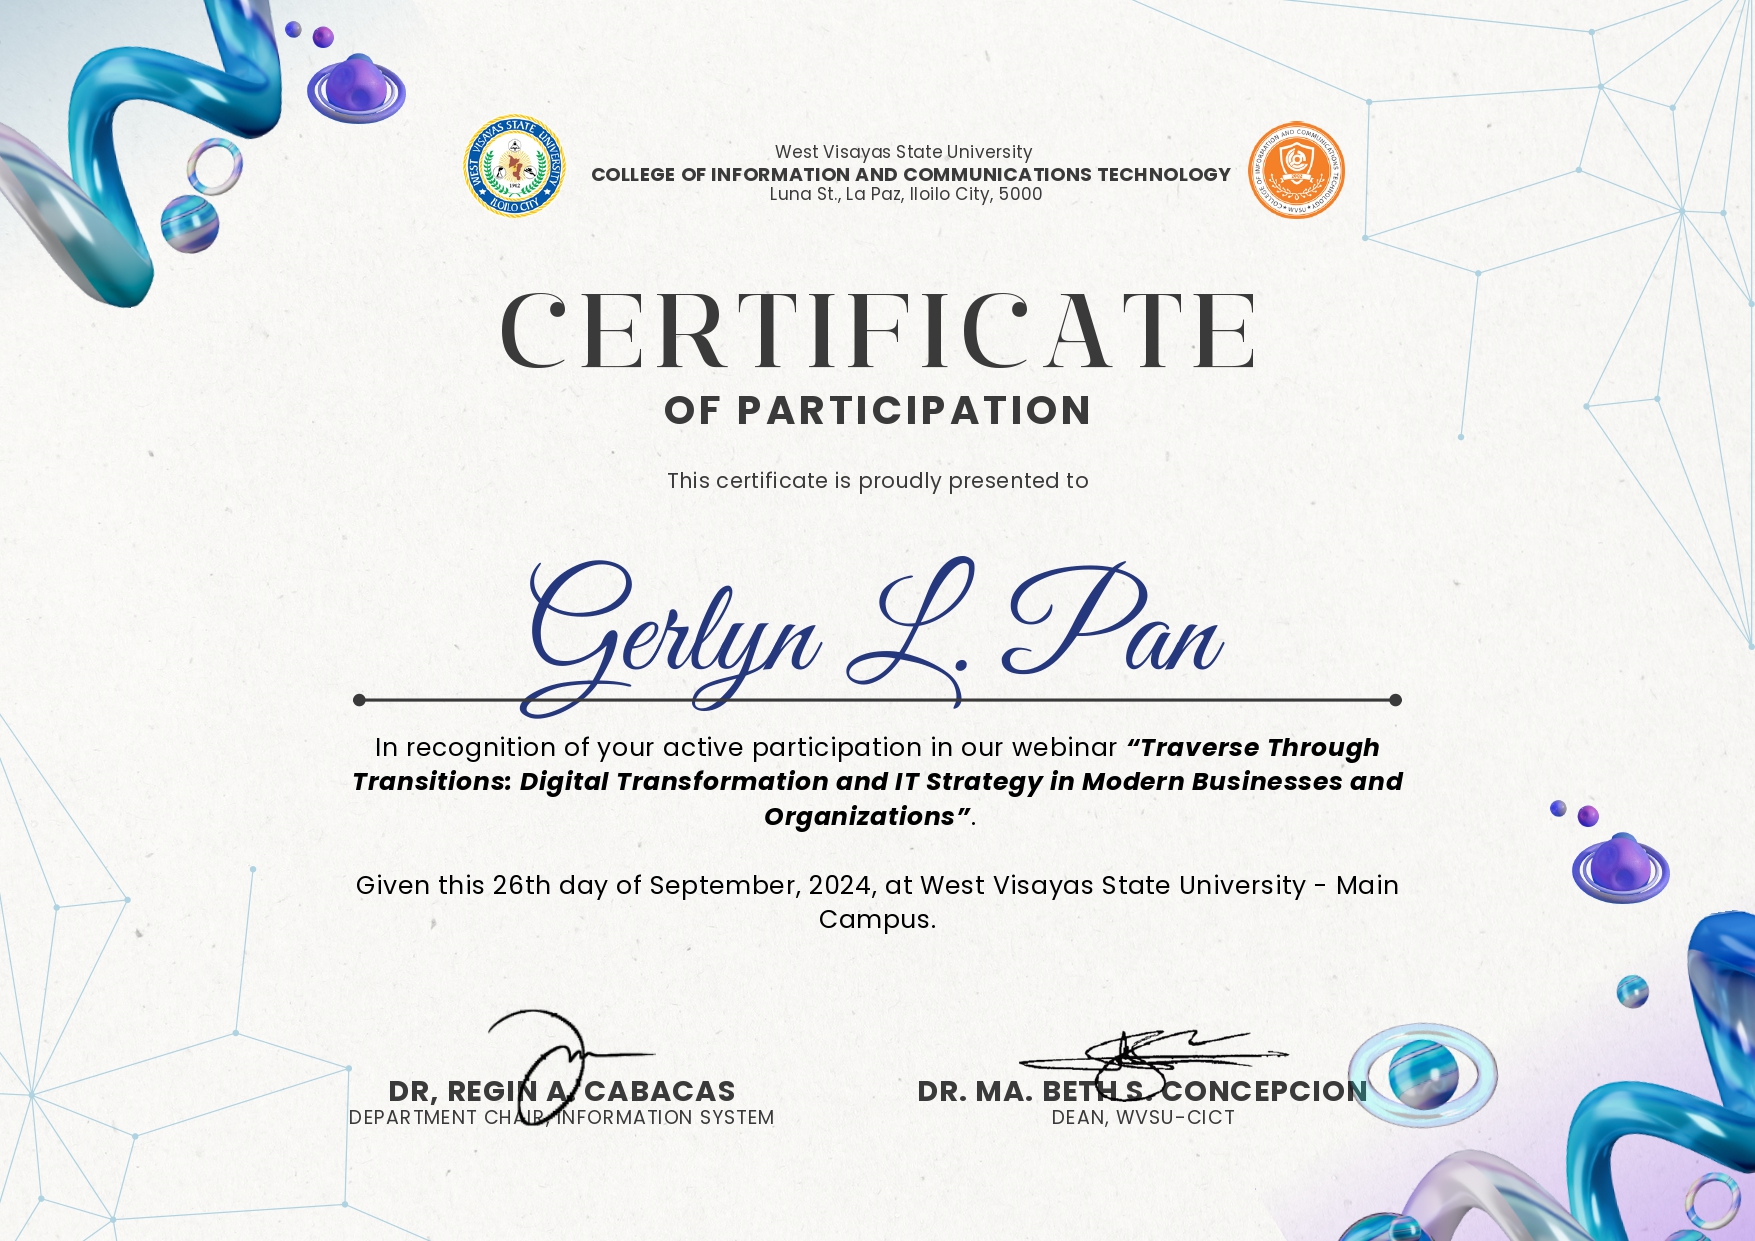 WEST VISAYAS STATE UNIVERSITY
1902
ILOILO CITY
West Visayas State University
COLLEGE OF INFORMATION AND COMMUNICATIONS TECHNOLOGY
Luna St., La Paz, Iloilo City, 5000
COLLEGE OF INFORMATION AND COMMUNICATIONS TECHNOLOGY
WVSU
CERTIFICATE
OF PARTICIPATION
This certificate is proudly presented to
Gerlyn L. Pan
In recognition of your active participation in our webinar “Traverse Through
Transitions: Digital Transformation and IT Strategy in Modern Businesses and
Organizations”.
Given this 26th day of September, 2024, at West Visayas State University - Main
Campus.
DR, REGIN A. CABACAS
DEPARTMENT CHAIR, INFORMATION SYSTEM
DR. MA. BETH S. CONCEPCION
DEAN, WVSU-CICT